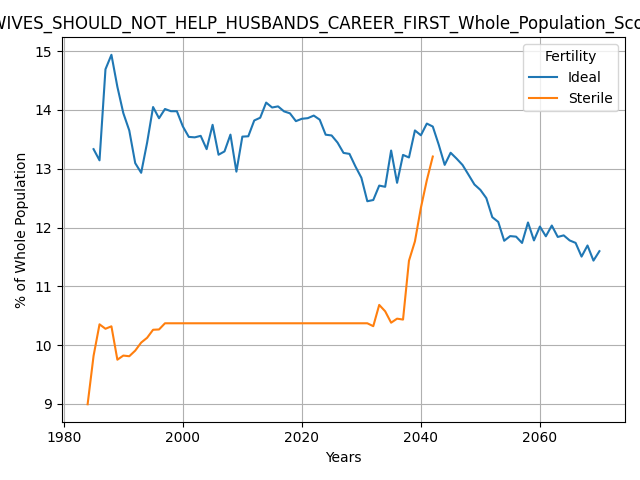 WIVES_SHOULD_NOT_HELP_HUSBANDS_CAREER_FIRST_Whole_Population_Sco
Fertility
Ideal
Sterile
% of Whole Population
15
14
13
12
11
10
9
1980
2000
2020
2040
2060
Years